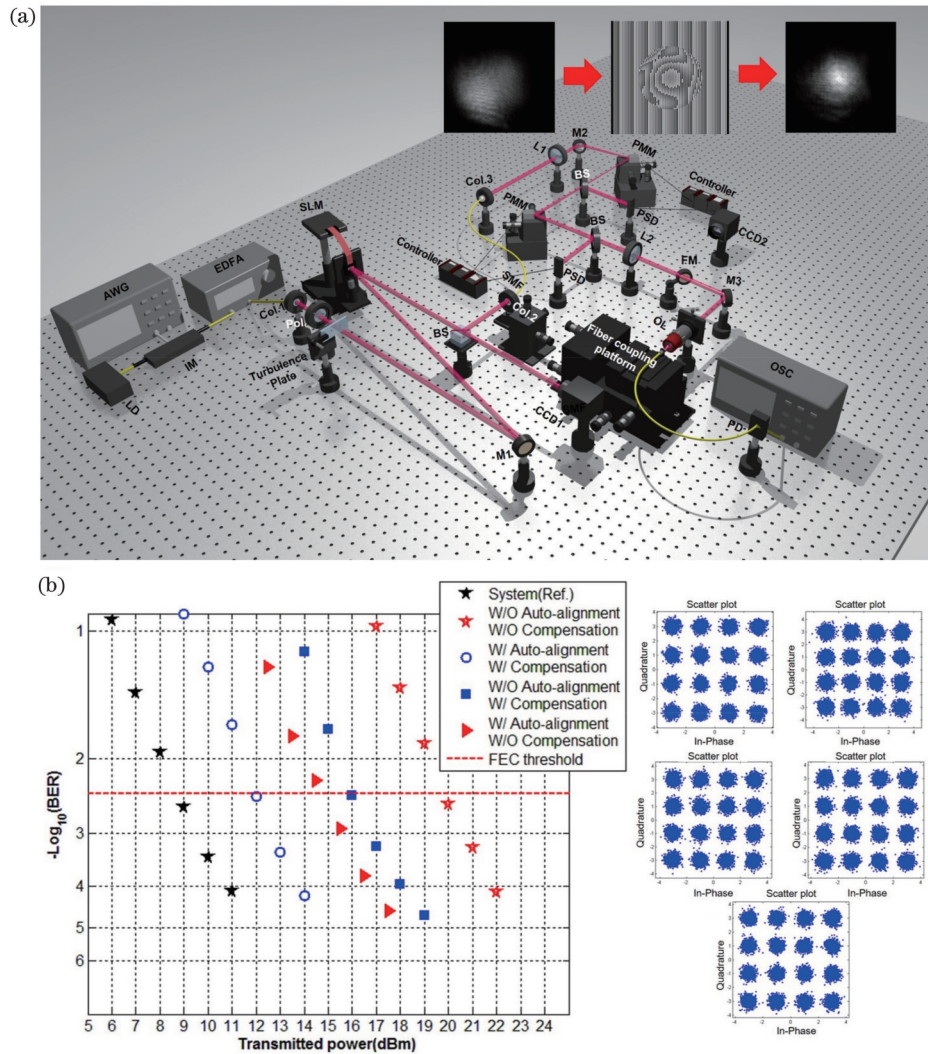 (a)
M2
L1
PMM
BS
Col.3
Controller
PMM
PSD
SLM
BS
CCD2
L2
Controller
EDFA
SMF
PSD
FM
M3
AWG
Col.2
Col.1
Pol.
BS
OL
Turbulence
Plate
Fiber coupling
platform
IM
OSC
LD
CCD1
SMF
PD
M1
(b)
System(Ref.)
W/O Auto-alignment
W/O Compensation
W/ Auto-alignment
W/ Compensation
W/O Auto-alignment
W/ Compensation
W/ Auto-alignment
W/O Compensation
FEC threshold
1
2
3
4
5
6
-Log10(BER)
5 6 7 8 9 10 11 12 13 14 15 16 17 18 19 20 21 22 23 24
Transmitted power(dBm)
Scatter plot
Quadrature
In-Phase
Scatter plot
Quadrature
In-Phase
Scatter plot
Quadrature
In-Phase
Scatter plot
Quadrature
In-Phase
Scatter plot
Quadrature
In-Phase